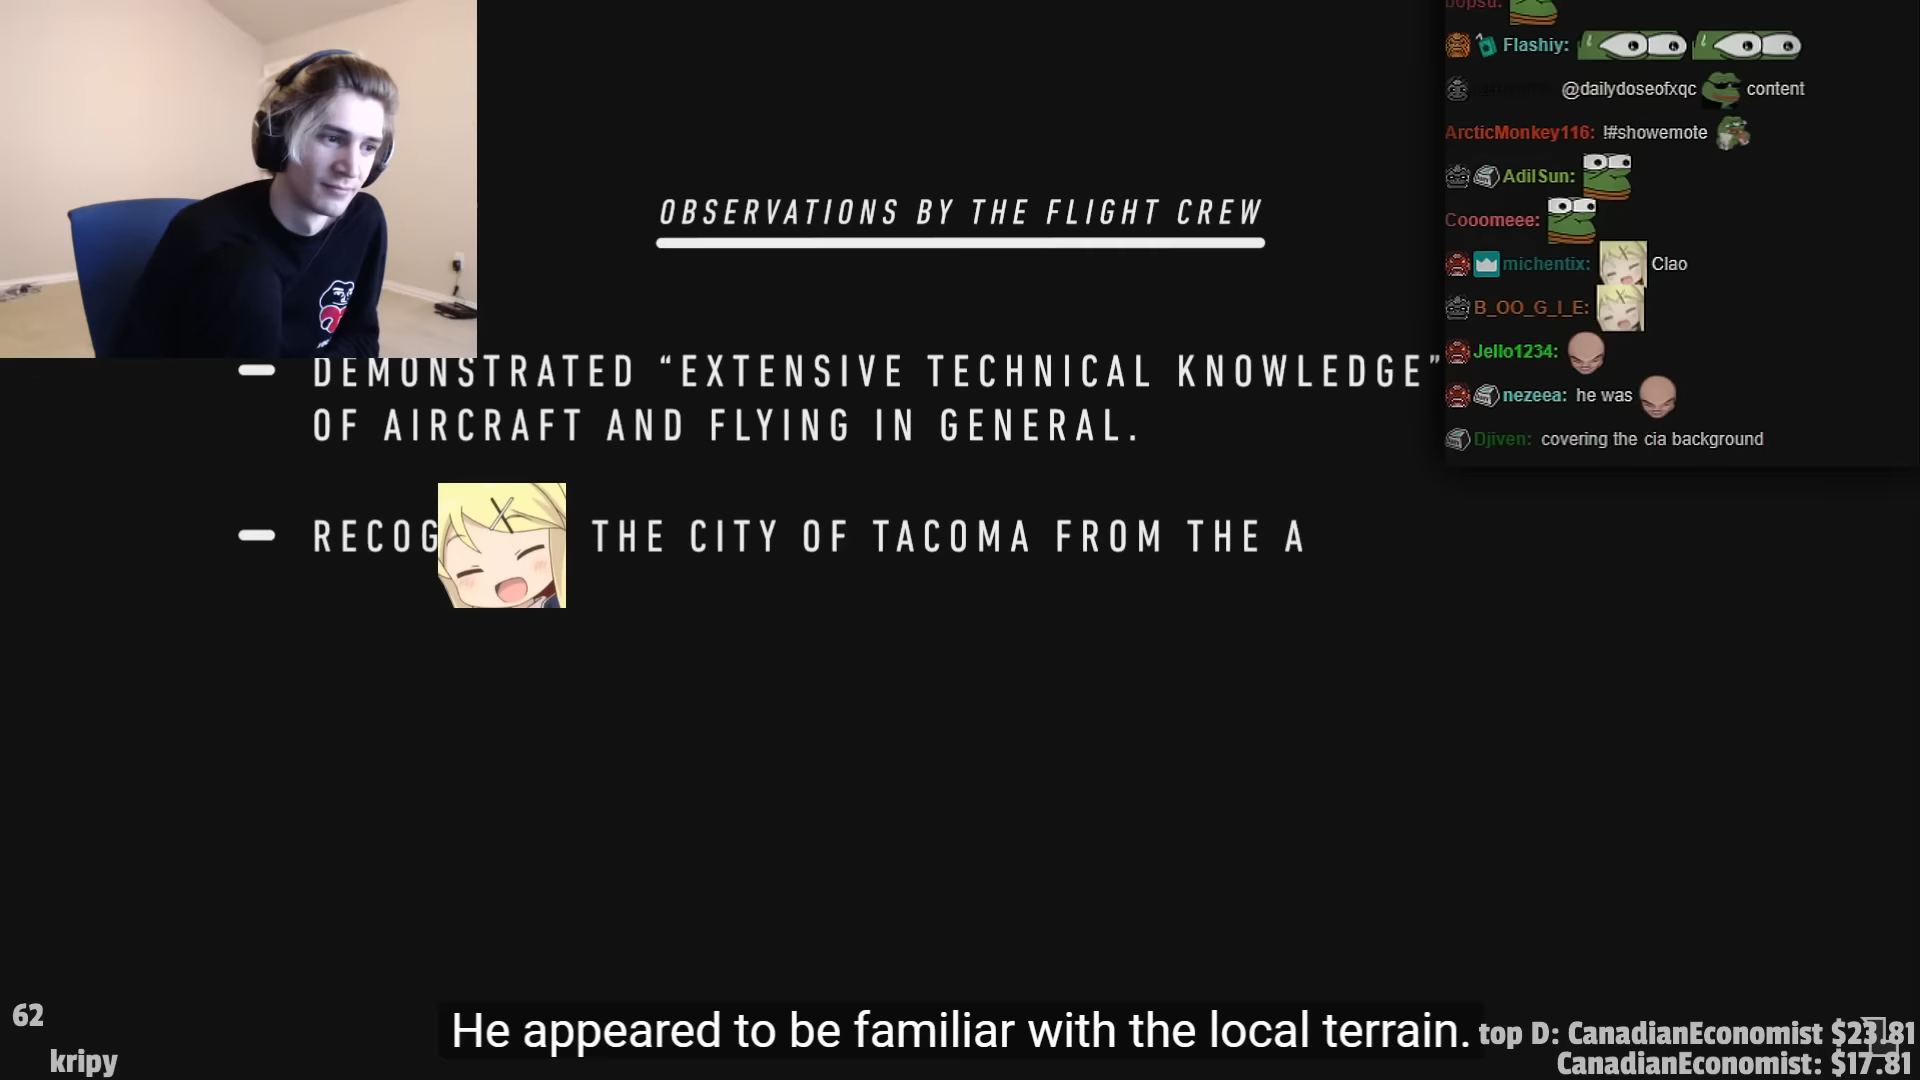 OBSERVATIONS BY THE FLIGHT CREW
DEMONSTRATED “EXTENSIVE TECHNICAL KNOWLEDGE”
OF AIRCRAFT AND FLYING IN GENERAL.
RECOG THE CITY OF TACOMA FROM THE A
Flashiy:
@dailydoseofxqc content
ArcticMonkey116: !#showemote
AdilSun:
Cooomeee:
michentix: Clao
B_OO_G_I_E:
Jello1234:
nezeea: he was
Djiven: covering the cia background
62
kripy
He appeared to be familiar with the local terrain.
top D: CanadianEconomist $23.81
CanadianEconomist: $17.81